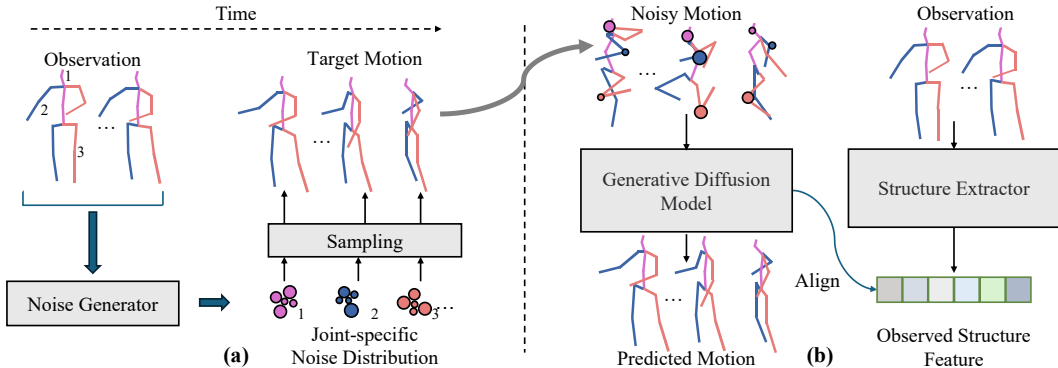 Time
Observation
1
2
3
...
Target Motion
...
Sampling
Noise Generator
1
2
3
...
Joint-specific
Noise Distribution
(a)
Noisy Motion
...
Generative Diffusion
Model
Predicted Motion
Align
(b)
Observation
...
Structure Extractor
Observed Structure
Feature